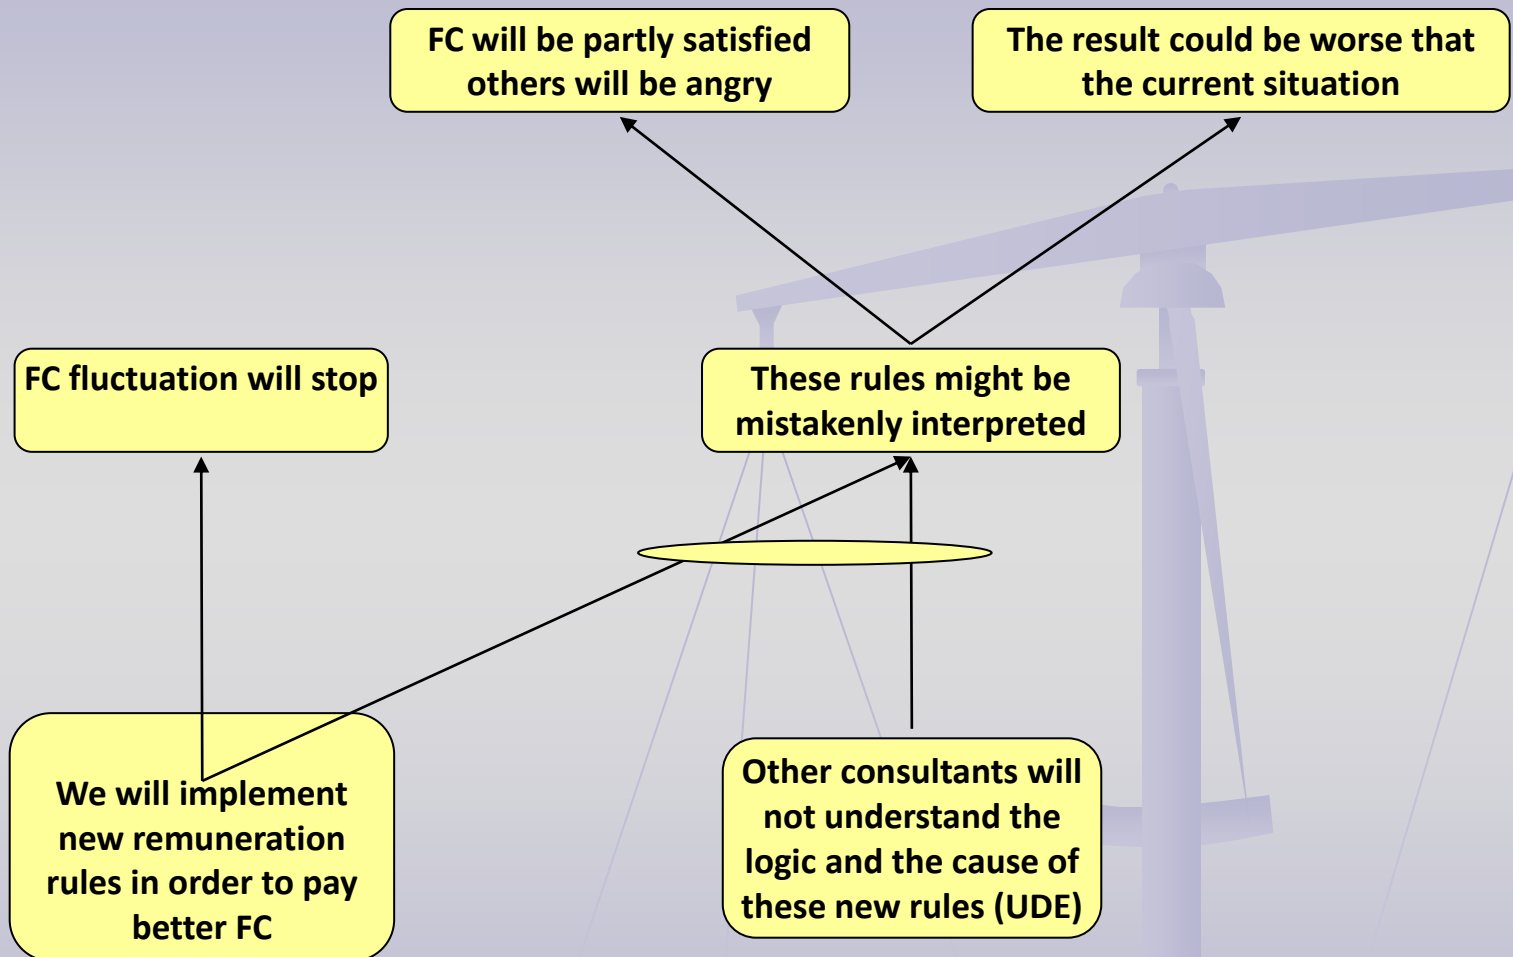 FC will be partly satisfied
others will be angry
The result could be worse that
the current situation
FC fluctuation will stop
These rules might be
mistakenly interpreted
We will implement
new remuneration
rules in order to pay
better FC
Other consultants will
not understand the
logic and the cause of
these new rules (UDE)